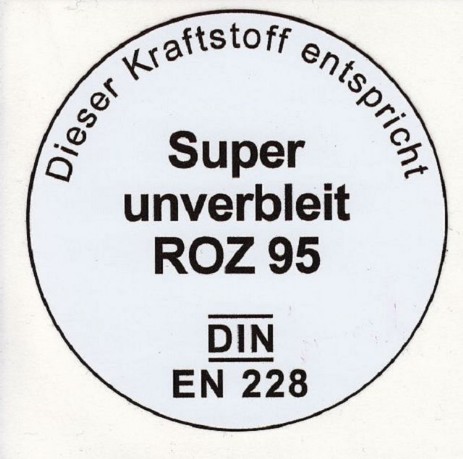 Dieser Kraftstoff entspricht
Super
unverbleit
ROZ 95
DIN
EN 228